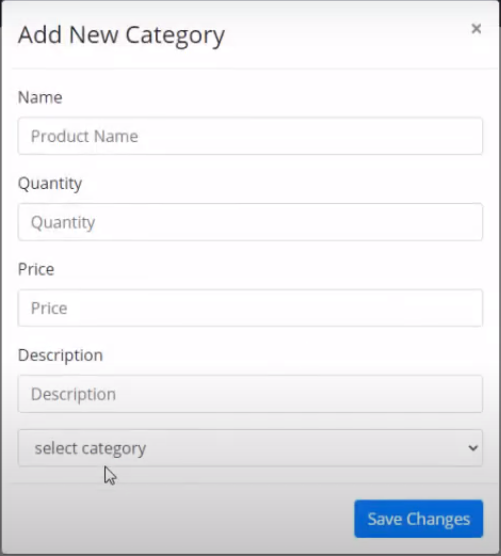 Add New Category ×
Name
Product Name
Quantity
Quantity
Price
Price
Description
Description
select category
Save Changes